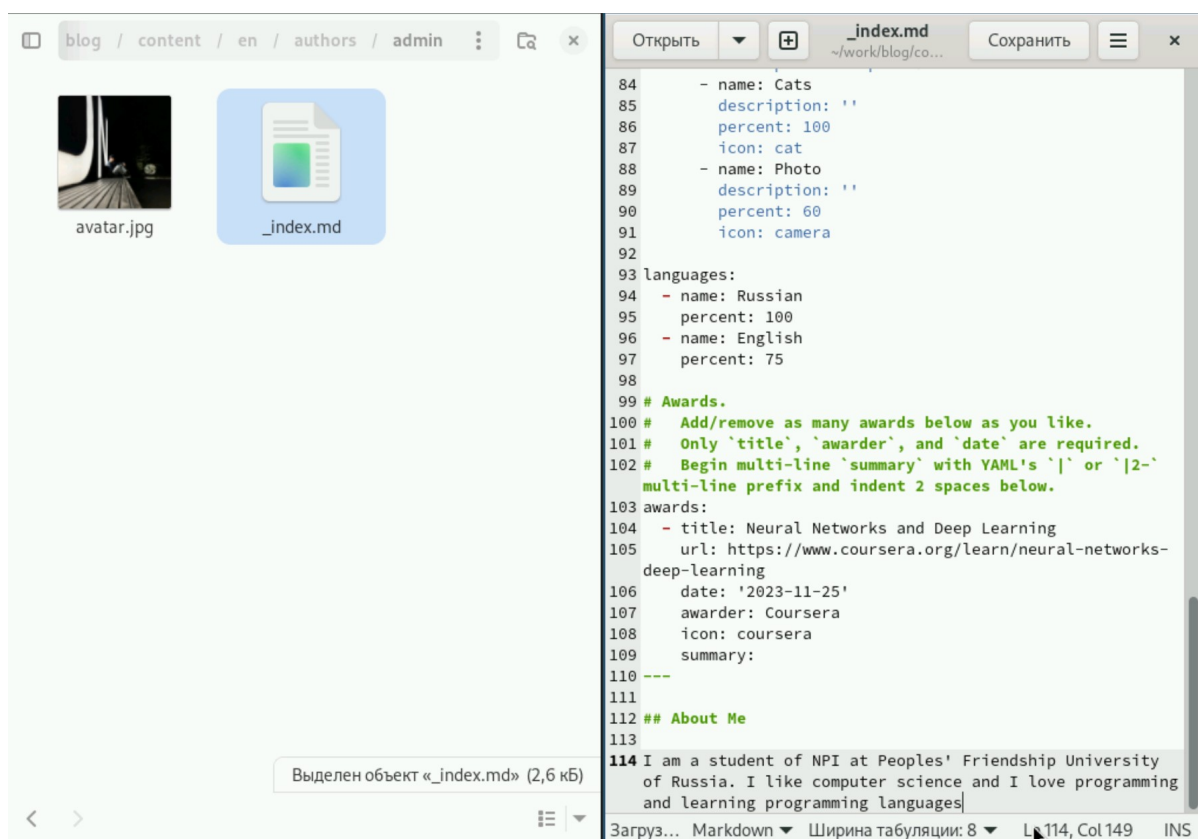 blog / content / en / authors / admin
avatar.jpg
_index.md
Выделен объект «_index.md» (2,6 кБ)
Открыть
_index.md
~/work/blog/co...
Сохранить
84 - name: Cats
85 description: ''
86 percent: 100
87 icon: cat
88 - name: Photo
89 description: ''
90 percent: 60
91 icon: camera
92
93 languages:
94 - name: Russian
95 percent: 100
96 - name: English
97 percent: 75
98
99 # Awards.
100 # Add/remove as many awards below as you like.
101 # Only `title`, `awarder`, and `date` are required.
102 # Begin multi-line `summary` with YAML's `|` or `|2-`
multi-line prefix and indent 2 spaces below.
103 awards:
104 - title: Neural Networks and Deep Learning
105 url: https://www.coursera.org/learn/neural-networks-
deep-learning
106 date: '2023-11-25'
107 awarder: Coursera
108 icon: coursera
109 summary:
110 ---
111
112 ## About Me
113
114 I am a student of NPI at Peoples' Friendship University
of Russia. I like computer science and I love programming
and learning programming languages
Загруз... Markdown Ширина табуляции: 8 Ln 114, Col 149 INS